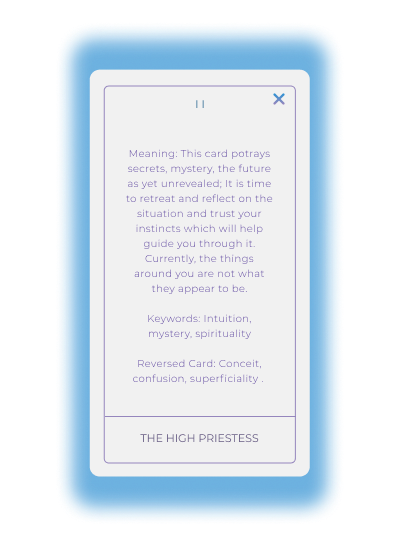 II
Meaning: This card potrays
secrets, mystery, the future
as yet unrevealed; It is time
to retreat and reflect on the
situation and trust your
instincts which will help
guide you through it.
Currently, the things
around you are not what
they appear to be.
Keywords: Intuition,
mystery, spirituality
Reversed Card: Conceit,
confusion, superficiality .
THE HIGH PRIESTESS